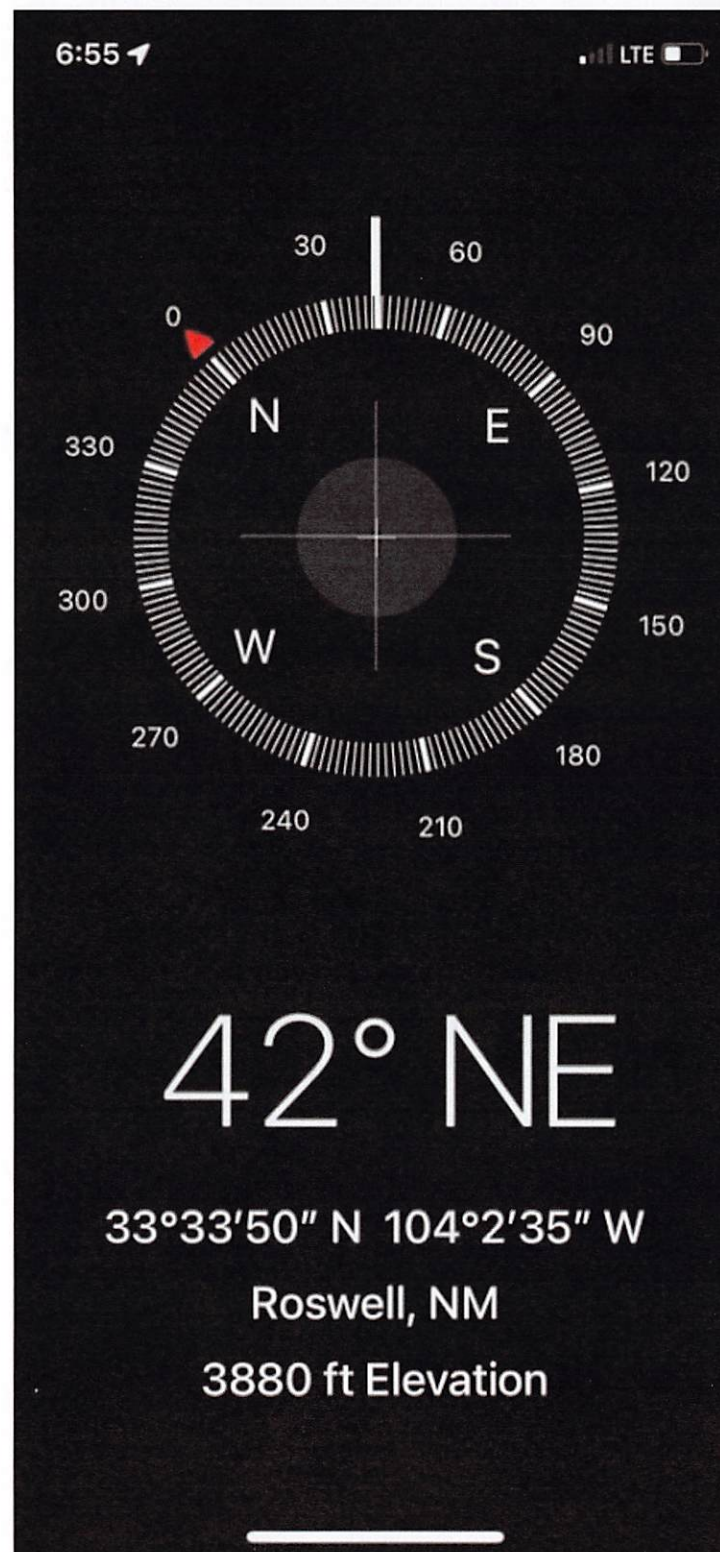 6:55 LTE
30 60
0 90
N E
330 120
300 150
W S
270 180
240 210
42° NE
33°33′50″ N 104°2′35″ W
Roswell, NM
3880 ft Elevation